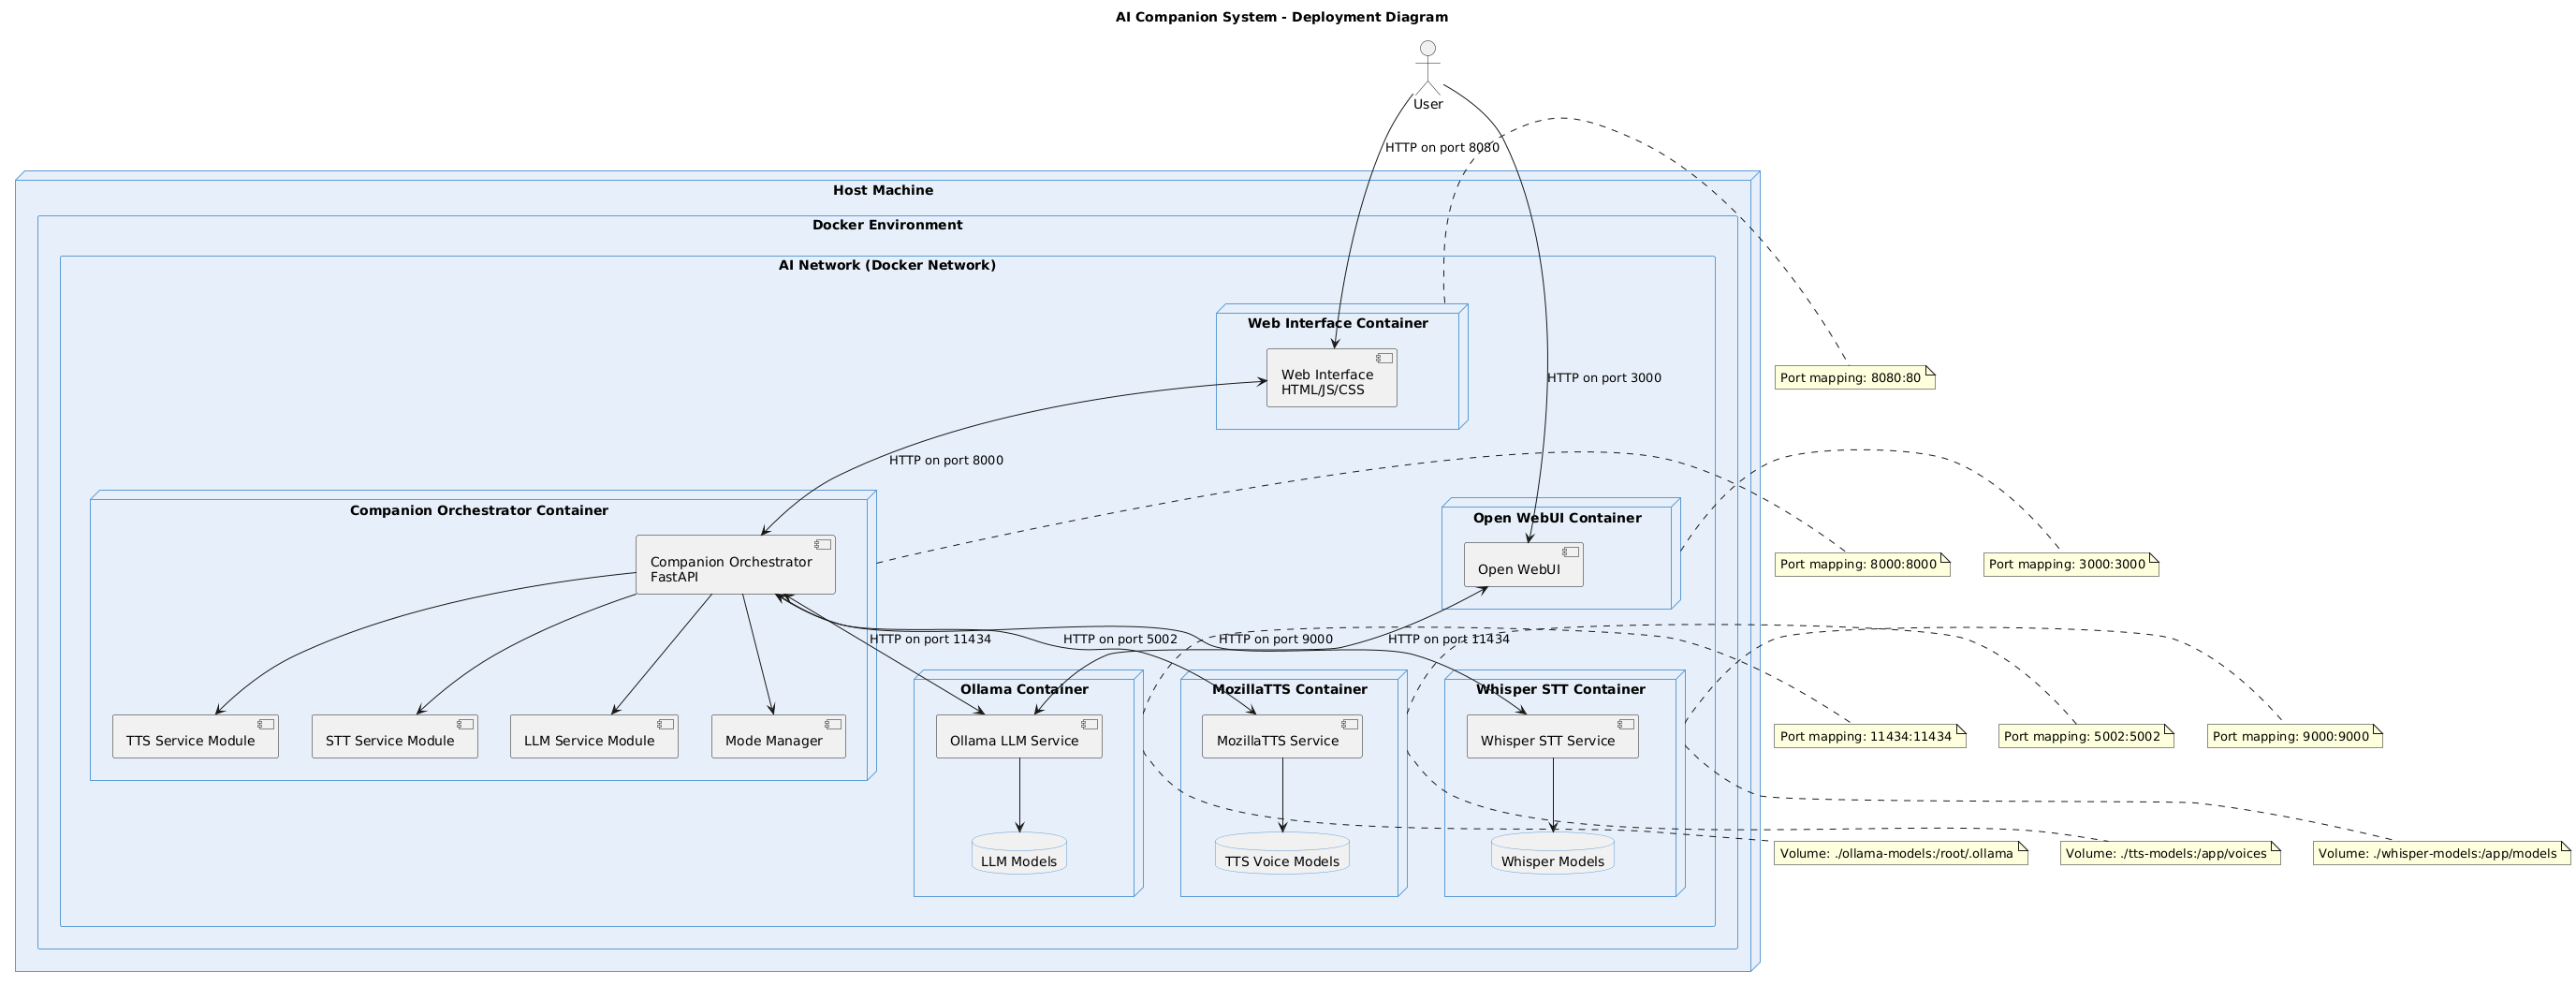 AI Companion System - Deployment Diagram
User
HTTP on port 8080
Host Machine
Docker Environment
AI Network (Docker Network)
Web Interface Container
Web Interface
HTML/JS/CSS
HTTP on port 3000
Port mapping: 8080:80
HTTP on port 8000
Companion Orchestrator Container
Companion Orchestrator
FastAPI
Open WebUI Container
Open WebUI
Port mapping: 8000:8000
Port mapping: 3000:3000
HTTP on port 11434
HTTP on port 5002
HTTP on port 9000
HTTP on port 11434
TTS Service Module
STT Service Module
LLM Service Module
Mode Manager
Ollama Container
Ollama LLM Service
MozillaTTS Container
MozillaTTS Service
Whisper STT Container
Whisper STT Service
Port mapping: 11434:11434
Port mapping: 5002:5002
Port mapping: 9000:9000
LLM Models
TTS Voice Models
Whisper Models
Volume: ./ollama-models:/root/.ollama
Volume: ./tts-models:/app/voices
Volume: ./whisper-models:/app/models